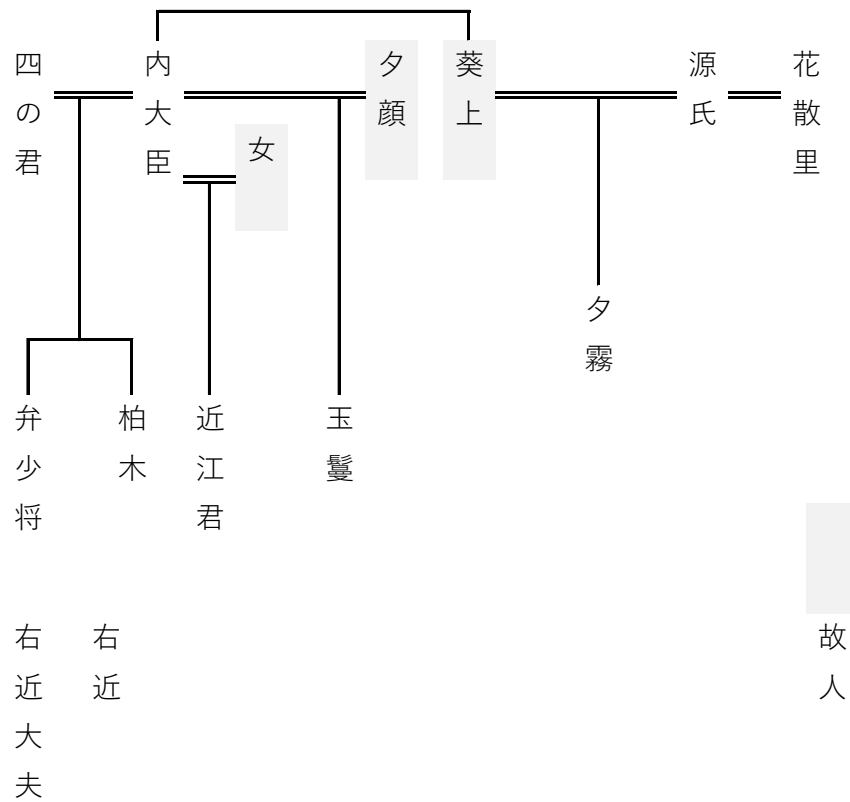 花散里
源氏
葵上
夕顔
女
内大臣
四の君
夕霧
玉鬘
近江君
柏木
弁少将
故人
右近
右近大夫